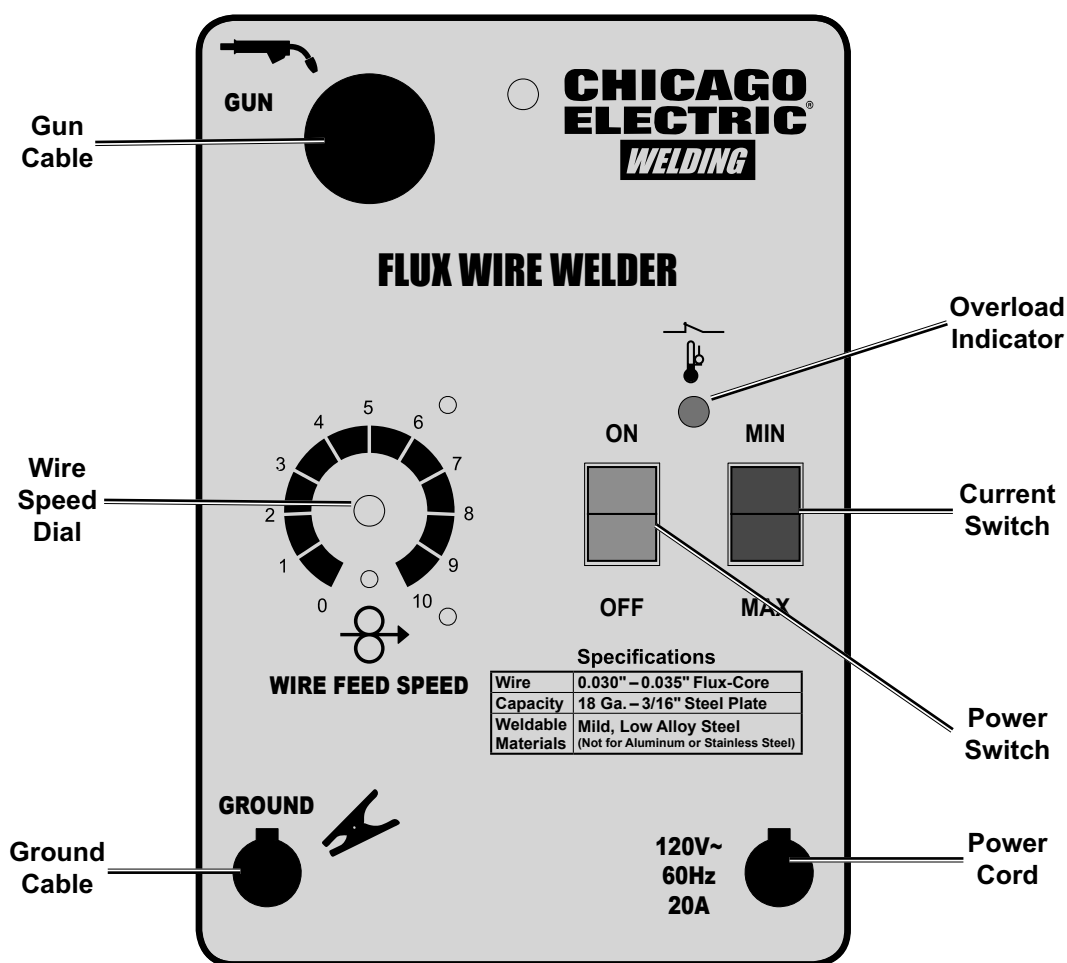 GUN
CHICAGO
ELECTRIC®
WELDING
Gun
Cable
FLUX WIRE WELDER
Overload
Indicator
ON
MIN
Wire
Speed
Dial
0
1
2
3
4
5
6
7
8
9
10
Current
Switch
OFF
MAX
WIRE FEED SPEED
Specifications
Wire 0.030" – 0.035" Flux-Core
Capacity 18 Ga. – 3/16" Steel Plate
Weldable Mild, Low Alloy Steel
Materials (Not for Aluminum or Stainless Steel)
Power
Switch
GROUND
Ground
Cable
120V~
60Hz
20A
Power
Cord